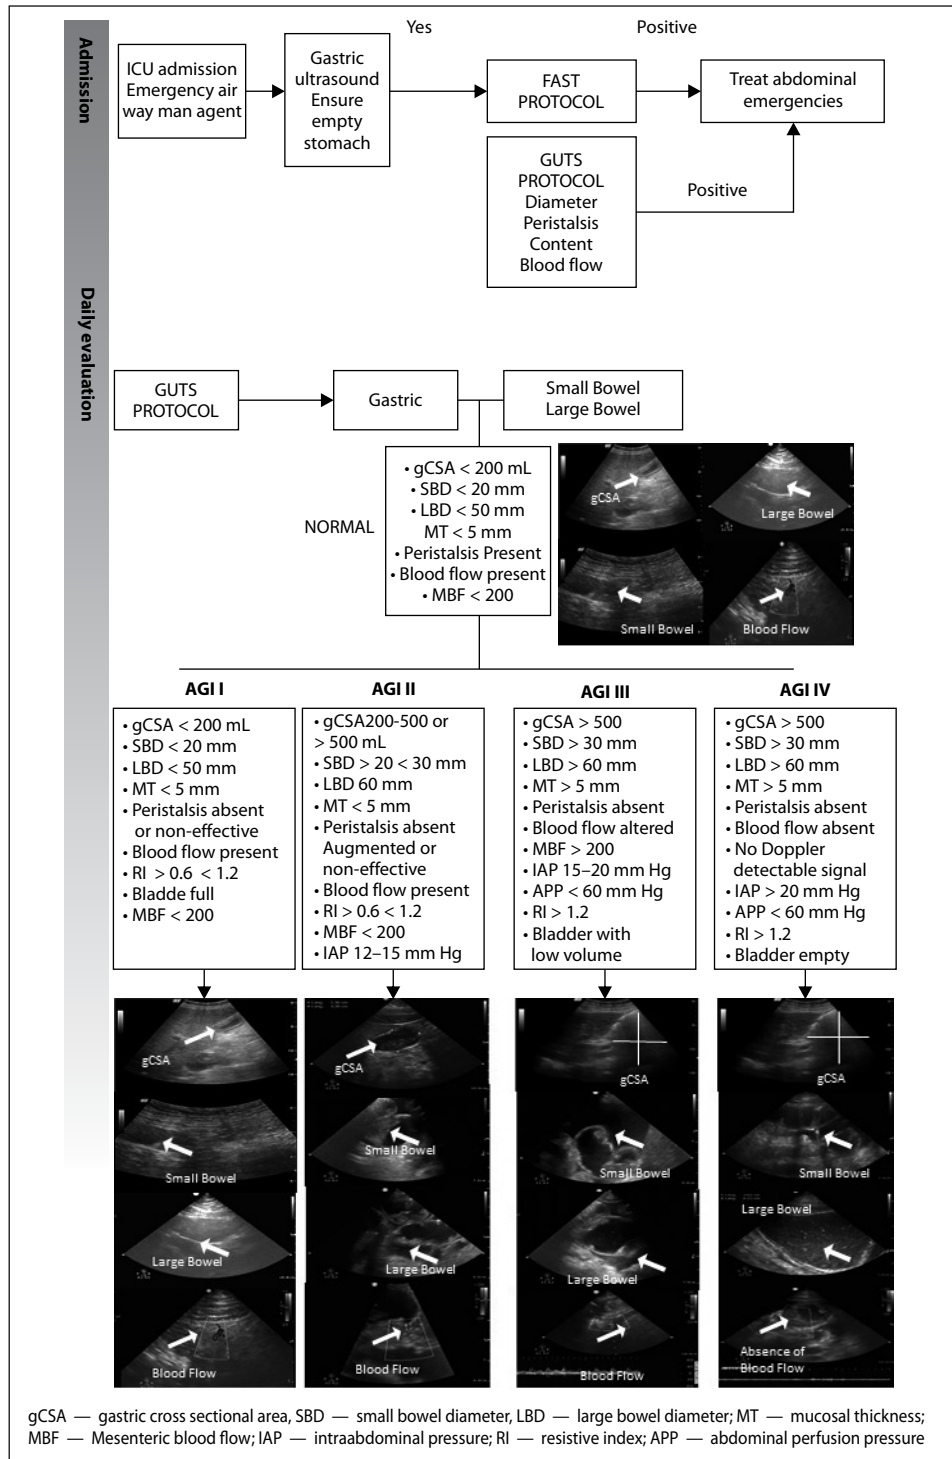 Admission
Yes
Positive
ICU admission
Emergency air
way man agent
Gastric
ultrasound
Ensure
empty
stomach
FAST
PROTOCOL
Treat abdominal
emergencies
GUTS
PROTOCOL
Diameter
Peristalsis
Content
Blood flow
Positive
Daily evaluation
GUTS
PROTOCOL
Gastric
Small Bowel
Large Bowel
NORMAL
• gCSA < 200 mL
• SBD < 20 mm
• LBD < 50 mm
MT < 5 mm
• Peristalsis Present
• Blood flow present
• MBF < 200
gCSA
Large Bowel
Small Bowel
Blood Flow
AGI I
• gCSA < 200 mL
• SBD < 20 mm
• LBD < 50 mm
• MT < 5 mm
• Peristalsis absent
or non-effective
• Blood flow present
• RI > 0.6 < 1.2
• Bladde full
• MBF < 200
AGI II
• gCSA200-500 or
> 500 mL
• SBD > 20 < 30 mm
• LBD 60 mm
• MT < 5 mm
• Peristalsis absent
Augmented or
non-effective
• Blood flow present
• RI > 0.6 < 1.2
• MBF < 200
• IAP 12–15 mm Hg
AGI III
• gCSA > 500
• SBD > 30 mm
• LBD > 60 mm
• MT > 5 mm
• Peristalsis absent
• Blood flow altered
• MBF > 200
• IAP 15–20 mm Hg
• APP < 60 mm Hg
• RI > 1.2
• Bladder with
low volume
AGI IV
• gCSA > 500
• SBD > 30 mm
• LBD > 60 mm
• MT > 5 mm
• Peristalsis absent
• Blood flow absent
• No Doppler
detectable signal
• IAP > 20 mm Hg
• APP < 60 mm Hg
• RI > 1.2
• Bladder empty
gCSA
Small Bowel
Large Bowel
Blood Flow
gCSA
Small Bowel
Large Bowel
Blood Flow
gCSA
Small Bowel
Large Bowel
Blood Flow
gCSA
Small Bowel
Large Bowel
Absence of
Blood Flow
gCSA — gastric cross sectional area, SBD — small bowel diameter, LBD — large bowel diameter; MT — mucosal thickness;
MBF — Mesenteric blood flow; IAP — intraabdominal pressure; RI — resistive index; APP — abdominal perfusion pressure